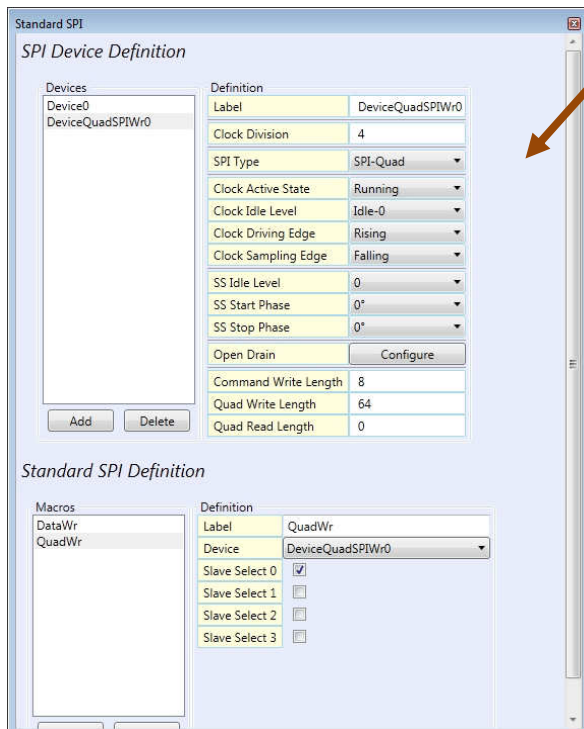 Standard SPI
SPI Device Definition
Devices
Device0
DeviceQuadSPIWr0
Add Delete
Definition
Label DeviceQuadSPIWr0
Clock Division 4
SPI Type SPI-Quad
Clock Active State Running
Clock Idle Level Idle-0
Clock Driving Edge Rising
Clock Sampling Edge Falling
SS Idle Level 0
SS Start Phase 0°
SS Stop Phase 0°
Open Drain Configure
Command Write Length 8
Quad Write Length 64
Quad Read Length 0
Standard SPI Definition
Macros
DataWr
QuadWr
Definition
Label QuadWr
Device DeviceQuadSPIWr0
Slave Select 0
Slave Select 1
Slave Select 2
Slave Select 3